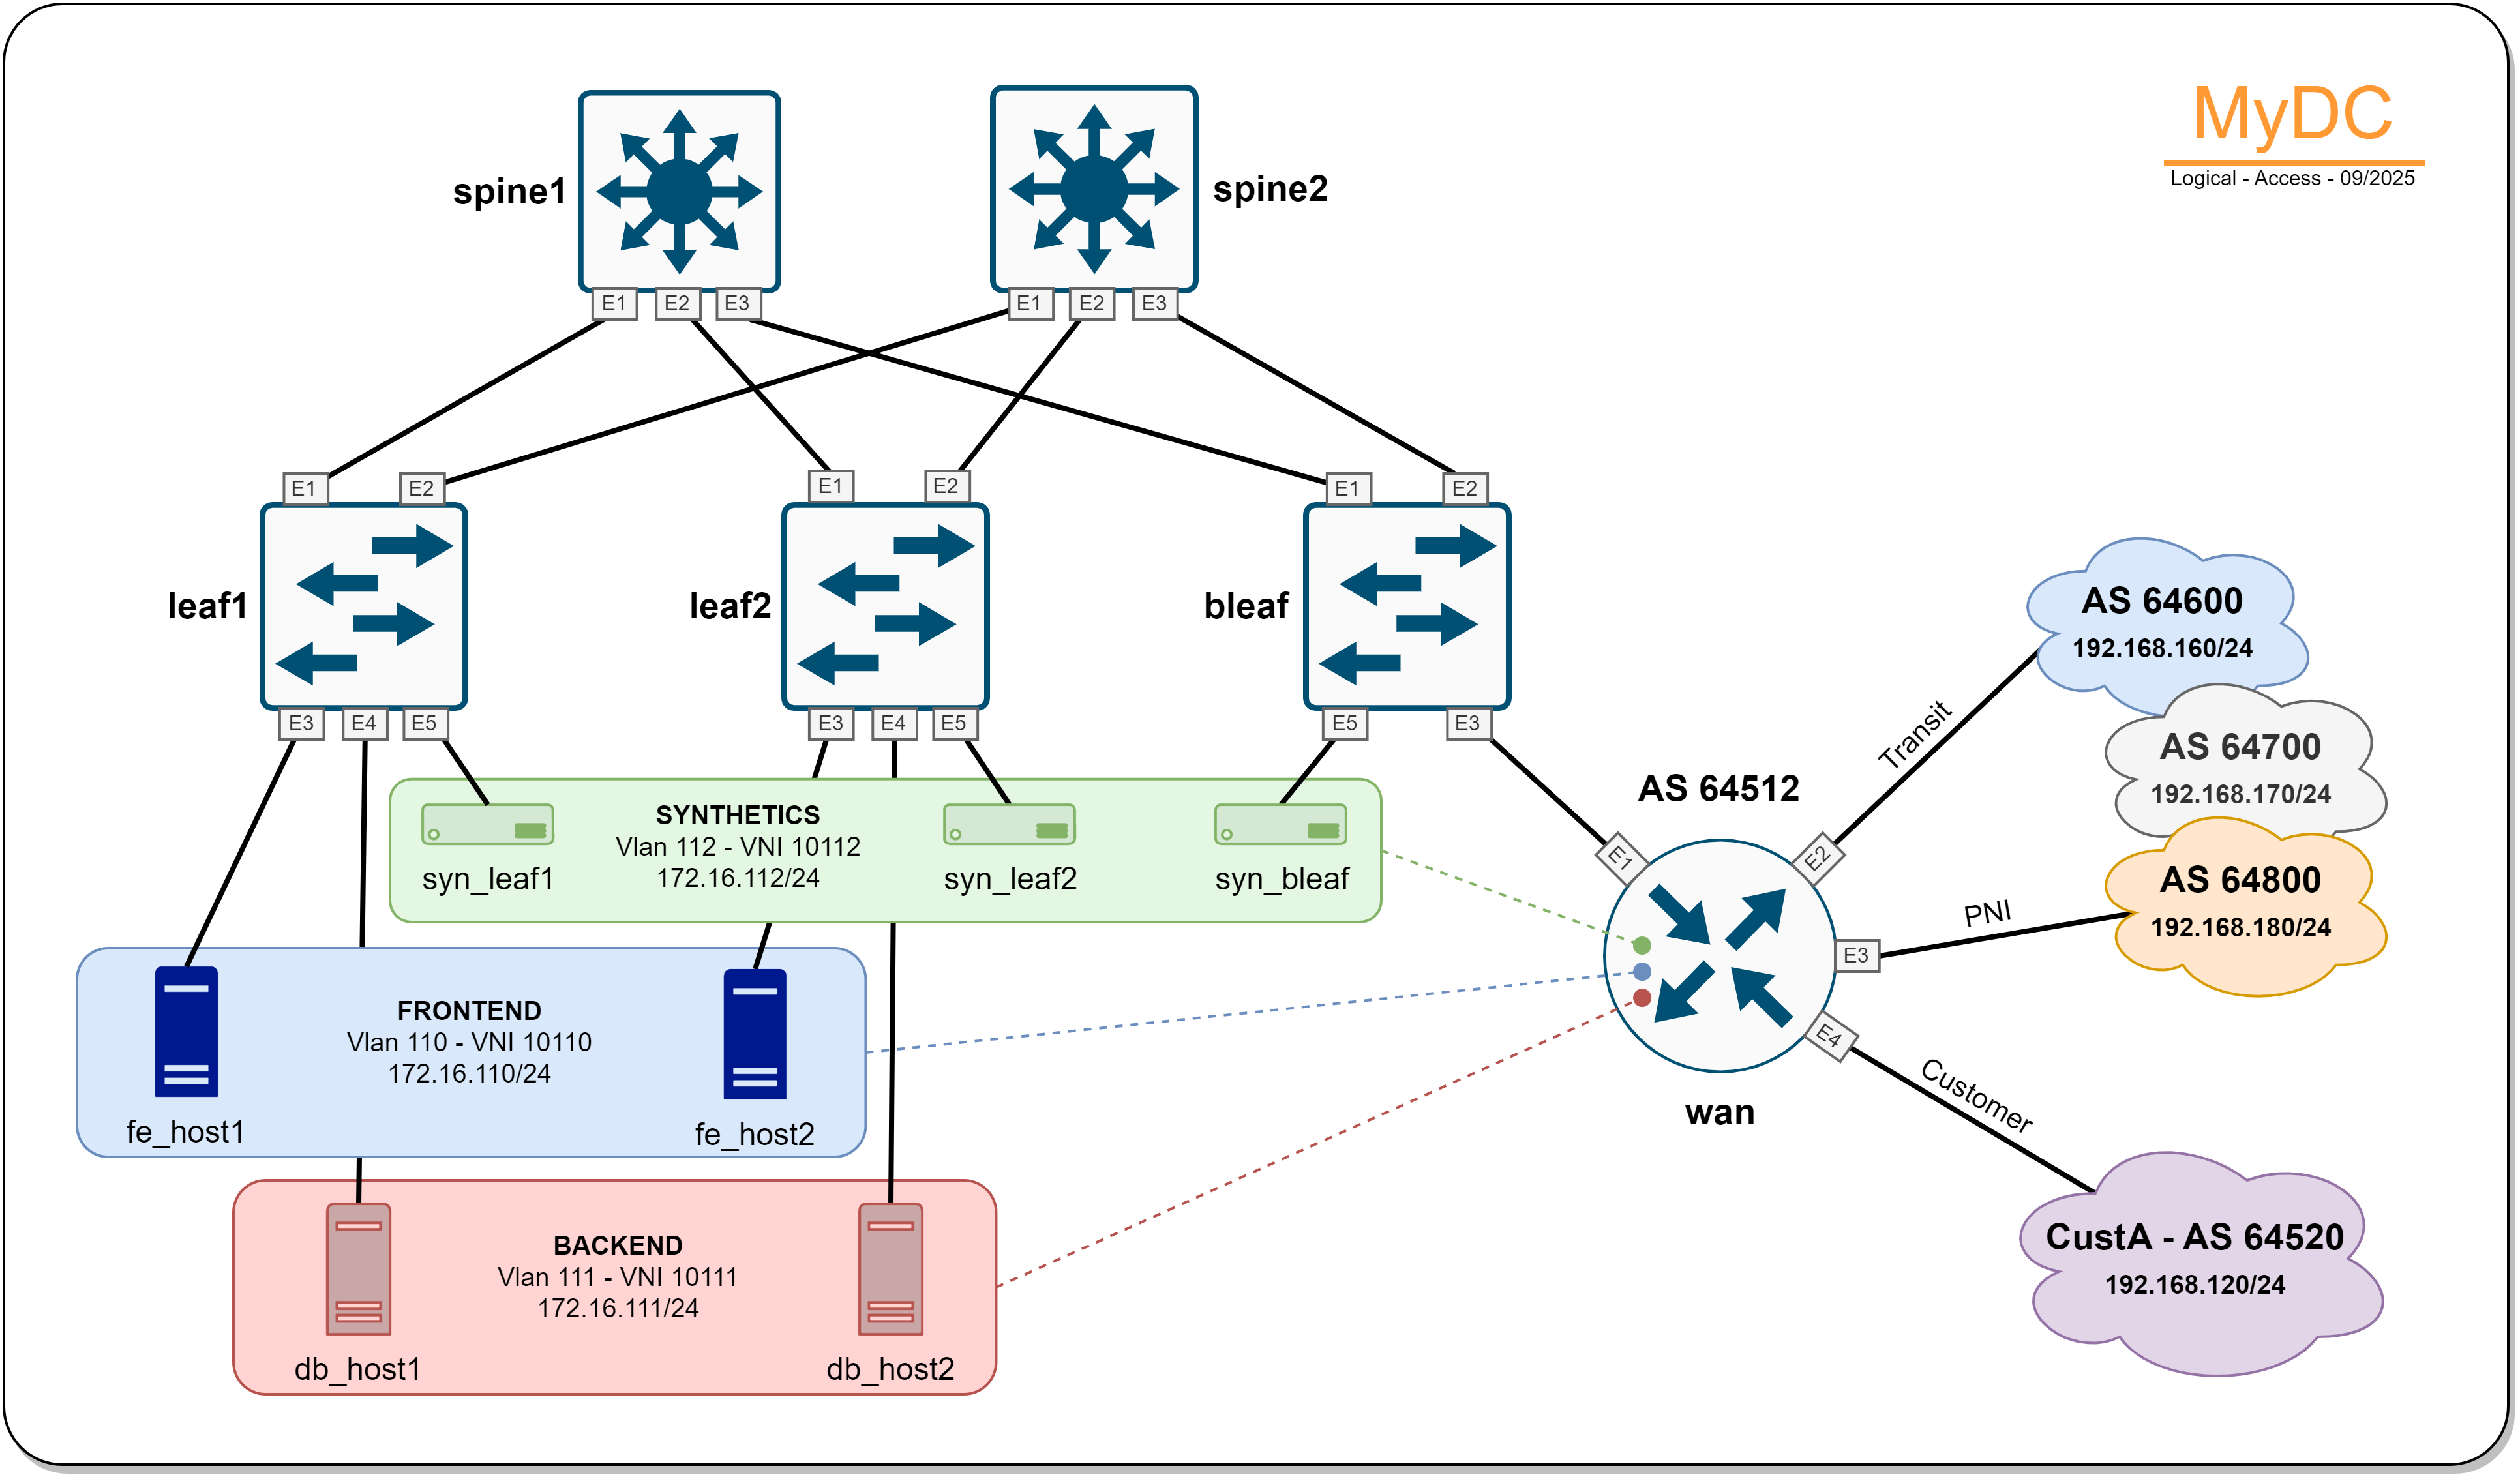 MyDC
Logical - Access - 09/2025
spine1
spine2
E1
E2
E3
E1
E2
E3
E1
E2
E1
E2
E1
E2
leaf1
leaf2
bleaf
E3
E4
E5
E3
E4
E5
E5
E3
AS 64600
192.168.160/24
AS 64700
192.168.170/24
AS 64800
192.168.180/24
Transit
PNI
Customer
AS 64512
E1
E2
E3
E4
wan
SYNTHETICS
Vlan 112 - VNI 10112
172.16.112/24
syn_leaf1
syn_leaf2
syn_bleaf
FRONTEND
Vlan 110 - VNI 10110
172.16.110/24
fe_host1
fe_host2
BACKEND
Vlan 111 - VNI 10111
172.16.111/24
db_host1
db_host2
CustA - AS 64520
192.168.120/24